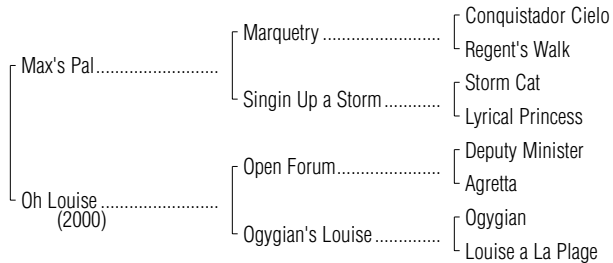 Conquistador Cielo
Marquetry ......................
Regent's Walk
Max's Pal.......................
Storm Cat
Singin Up a Storm...........
Lyrical Princess
Deputy Minister
Open Forum...................
Agretta
Oh Louise ......................
(2000)
Ogygian
Ogygian's Louise............
Louise a La Plage